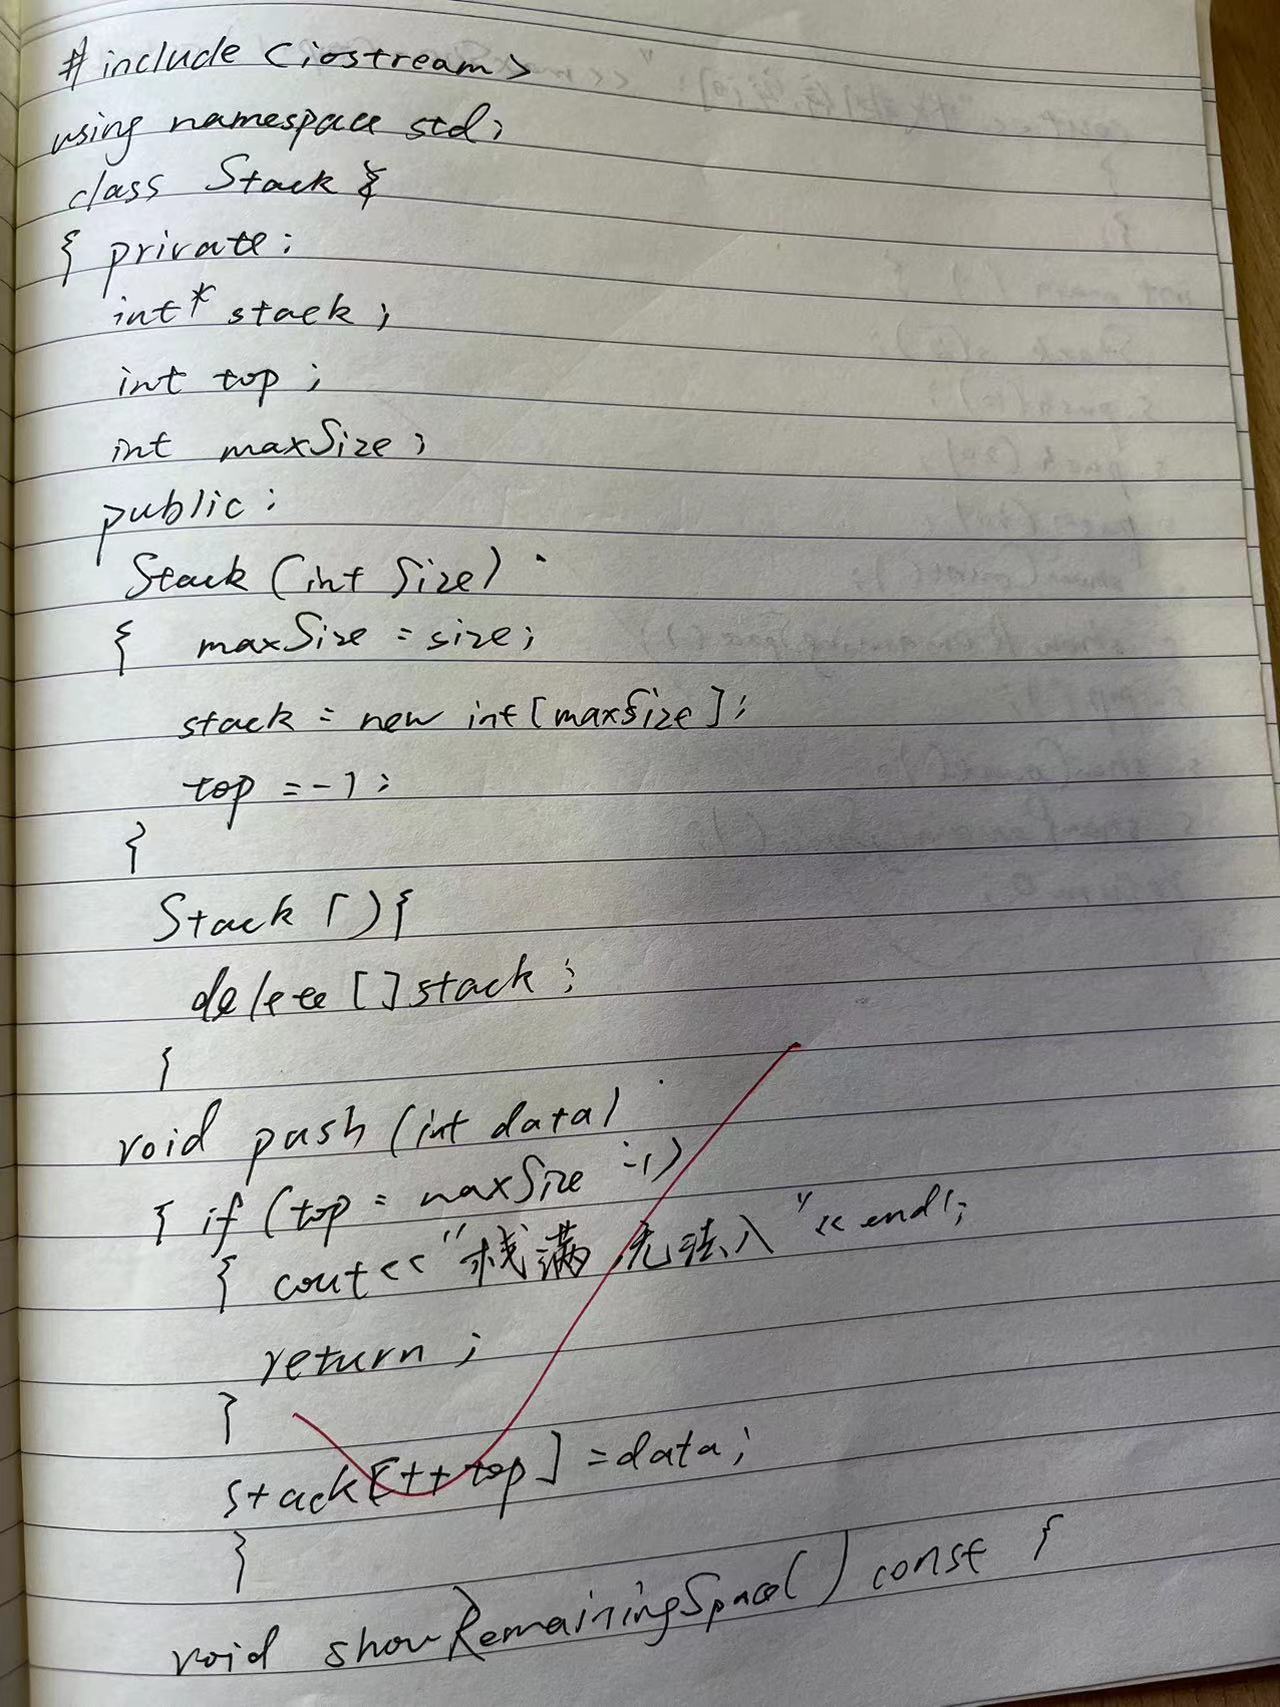 #include <iostream>
using namespace std;
class Stack
{ private:
int* stack;
int top;
int maxSize;
public:
Stack (int Size)
{ maxSize = size;
stack = new int[maxSize];
top = -1;
}
Stack () {
delete []stack;
}
void push (int data)
{ if (top = maxSize -1)
{ cout<< "栈满 无法入" << endl;
return;
}
stack[++top] = data;
}
void showRemainingSpace() const {